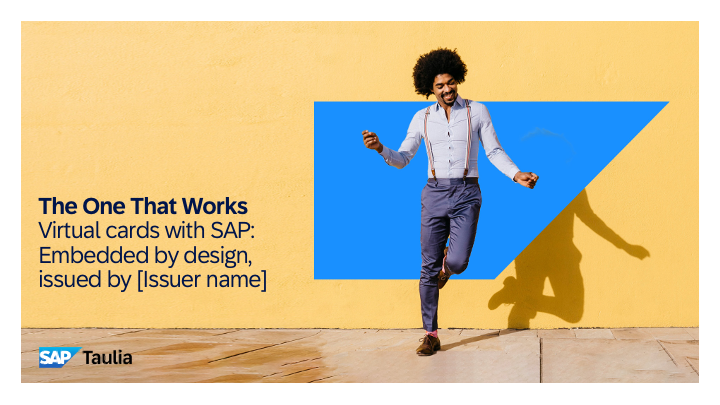 The One That Works
Virtual cards with SAP:
Embedded by design,
issued by [Issuer name]
SAP Taulia